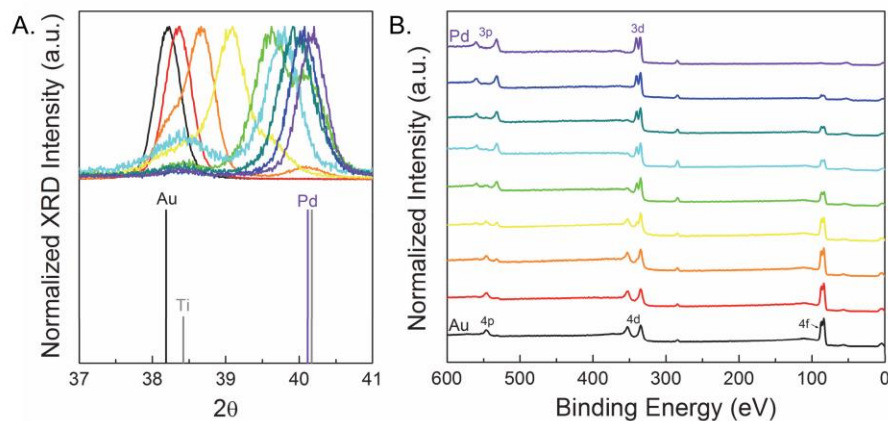 A.
Normalized XRD Intensity (a.u.)
Au
Pd
Ti
37 38 39 40 41
2θ
B.
Normalized Intensity (a.u.)
Pd 3p 3d
Au 4p 4d 4f
600 500 400 300 200 100 0
Binding Energy (eV)